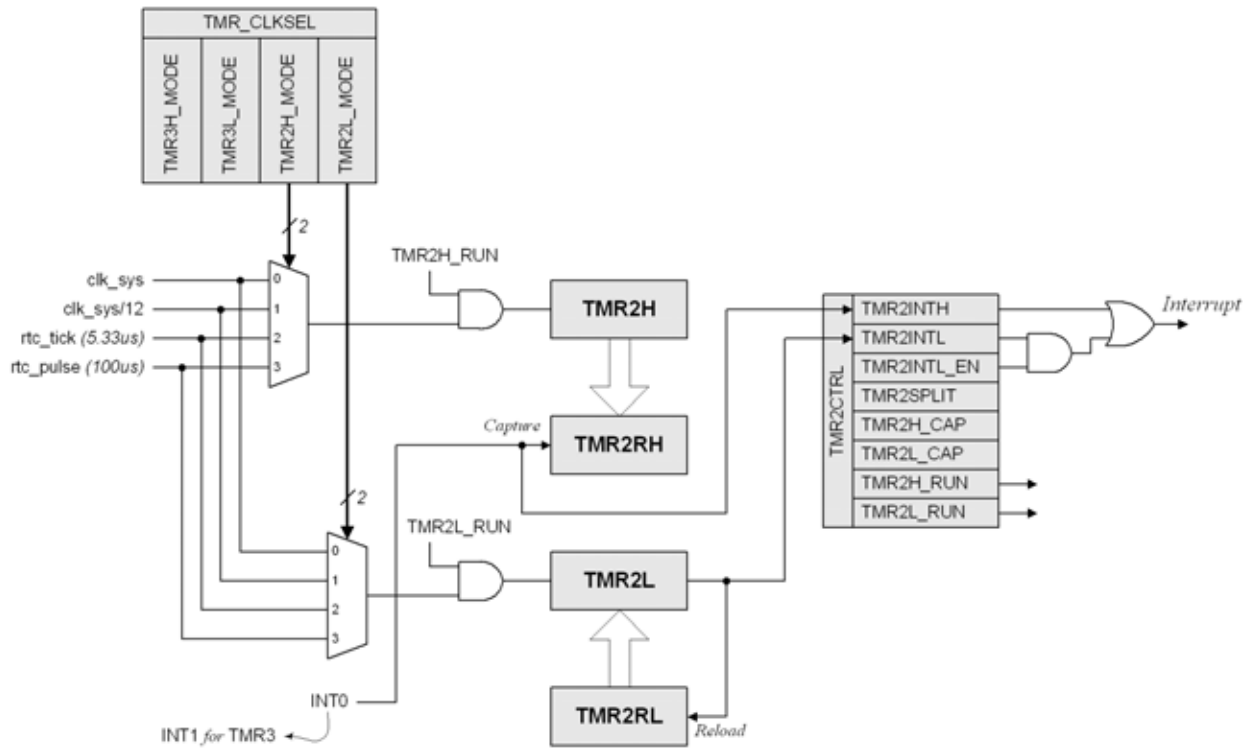 TMR_CLKSEL
TMR3H_MODE
TMR3L_MODE
TMR2H_MODE
TMR2L_MODE
2
clk_sys
clk_sys/12
rtc_tick (5.33us)
rtc_pulse (100us)
0
1
2
3
TMR2H_RUN
TMR2H
Capture
TMR2RH
2
0
1
2
3
TMR2L_RUN
TMR2L
TMR2RL
Reload
INT0
INT1 for TMR3
TMR2CTRL
TMR2INTH
TMR2INTL
TMR2INTL_EN
TMR2SPLIT
TMR2H_CAP
TMR2L_CAP
TMR2H_RUN
TMR2L_RUN
Interrupt